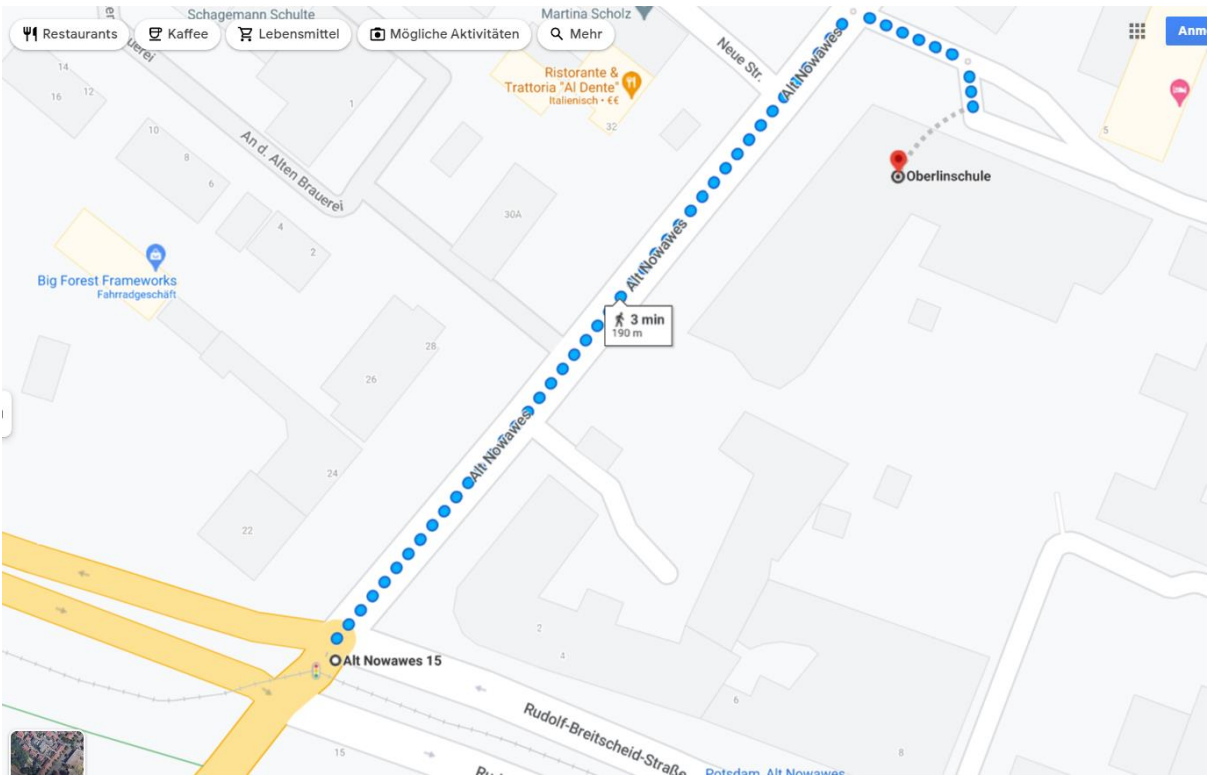 Schagemann Schulte
Martina Scholz
Restaurants
Kaffee
Lebensmittel
Mögliche Aktivitäten
Mehr
uerei
14
12
16
10
8
6
4
2
1
An d. Alten Brauerei
Neue Str.
Ristorante &
Trattoria "Al Dente"
Italienisch • €€
32
Alt Nowawes
5
Oberlinschule
30A
Alt Nowawes
Big Forest Frameworks
Fahrradgeschäft
3 min
190 m
28
26
Alt Nowawes
24
22
2
4
Alt Nowawes 15
6
8
15
Rudolf-Breitscheid-Straße
Potsdam, Alt Nowawes